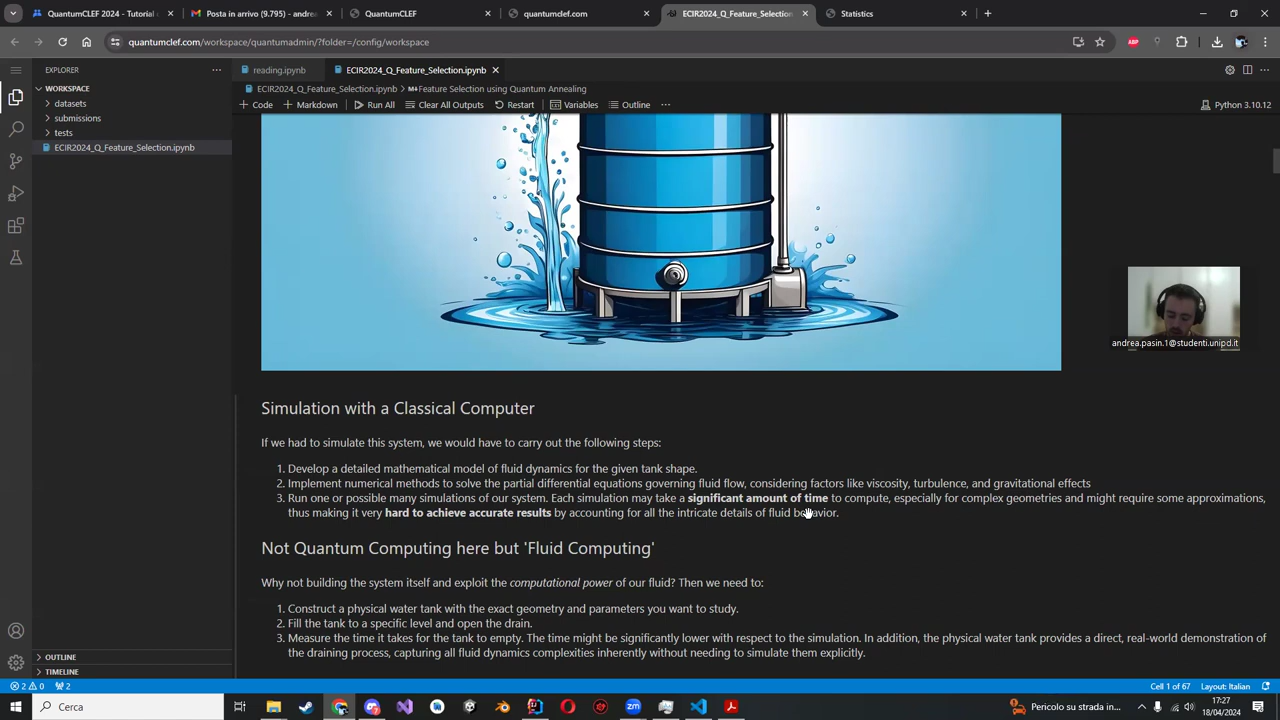 QuantumCLEF 2024 - Tutorial
Posta in arrivo (9.795) - andrea
QuantumCLEF
quantumclef.com
ECIR2024_Q_Feature_Selection
Statistics
quantumclef.com/workspace/quantumadmin/?folder=/config/workspace
EXPLORER
reading.ipynb
ECIR2024_Q_Feature_Selection.ipynb
WORKSPACE
ECIR2024_Q_Feature_Selection.ipynb > Feature Selection using Quantum Annealing
datasets
+ Code + Markdown Run All Clear All Outputs Restart Variables Outline ... Python 3.10.12
submissions
tests
ECIR2024_Q_Feature_Selection.ipynb
andrea.pasin.1@studenti.unipd.it
Simulation with a Classical Computer
If we had to simulate this system, we would have to carry out the following steps:
1. Develop a detailed mathematical model of fluid dynamics for the given tank shape.
2. Implement numerical methods to solve the partial differential equations governing fluid flow, considering factors like viscosity, turbulence, and gravitational effects
3. Run one or possible many simulations of our system. Each simulation may take a significant amount of time to compute, especially for complex geometries and might require some approximations,
thus making it very hard to achieve accurate results by accounting for all the intricate details of fluid behavior.
Not Quantum Computing here but 'Fluid Computing'
Why not building the system itself and exploit the computational power of our fluid? Then we need to:
1. Construct a physical water tank with the exact geometry and parameters you want to study.
2. Fill the tank to a specific level and open the drain.
3. Measure the time it takes for the tank to empty. The time might be significantly lower with respect to the simulation. In addition, the physical water tank provides a direct, real-world demonstration of
the draining process, capturing all fluid dynamics complexities inherently without needing to simulate them explicitly.
OUTLINE
TIMELINE
2 0 2
Cell 1 of 67 Layout: Italian
Cerca
Pericolo su strada in...
17:27
18/04/2024